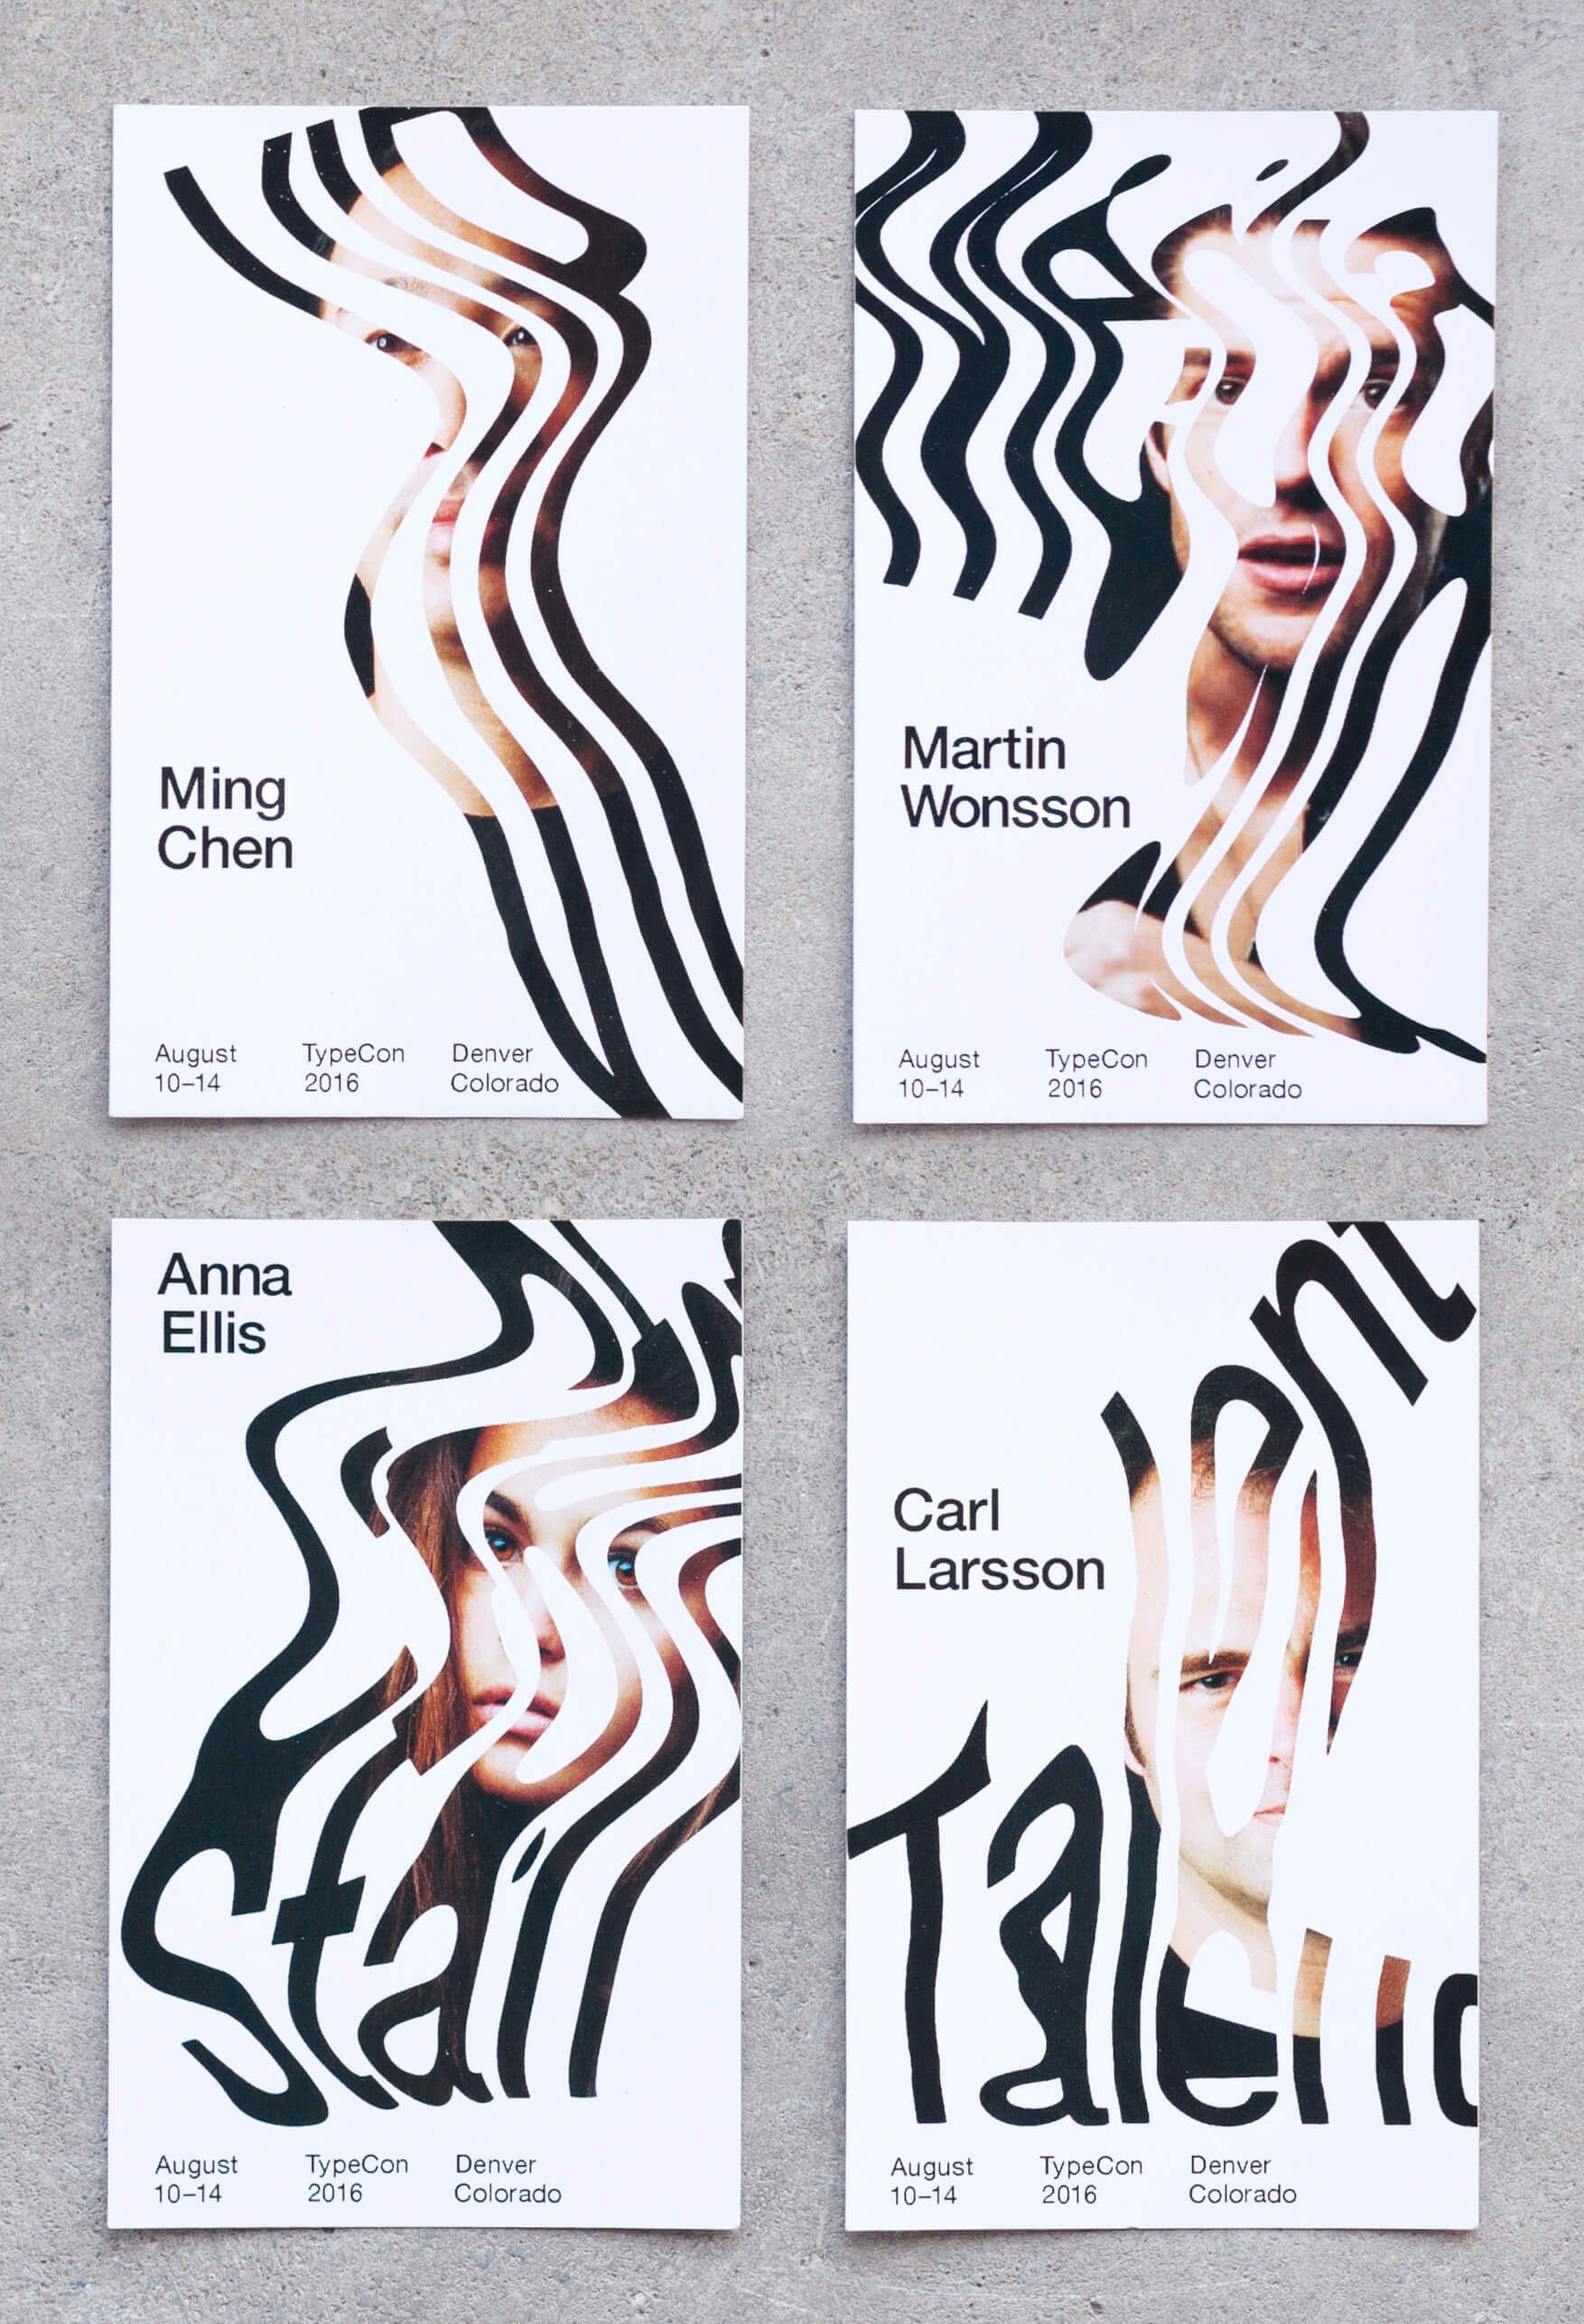 Ming
Chen
August
10–14
TypeCon
2016
Denver
Colorado
Martin
Wonsson
August
10–14
TypeCon
2016
Denver
Colorado
Anna
Ellis
Staff
August
10–14
TypeCon
2016
Denver
Colorado
Carl
Larsson
August
10–14
TypeCon
2016
Denver
Colorado